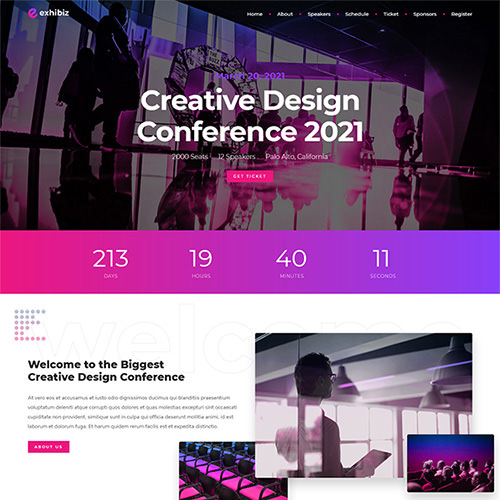 exhibiz
Home About Speakers Schedule Ticket Sponsors Register
March 20, 2021
Creative Design
Conference 2021
2000 Seats 12 Speakers Palo Alto, California
GET TICKET
213 19 40 11
DAYS HOURS MINUTES SECONDS
welcome
Welcome to the Biggest
Creative Design Conference
At vero eos et accusamus et iusto odio dignissimos ducimus qui blanditiis praesentium
voluptatum deleniti atque corrupti quos dolores et quas molestias excepturi sint occaecati
cupiditate non provident, similique sunt in culpa qui officia deserunt mollitia animi, id est
laborum et dolorum fuga. Et harum quidem rerum facilis est et expedita distinctio.
ABOUT US